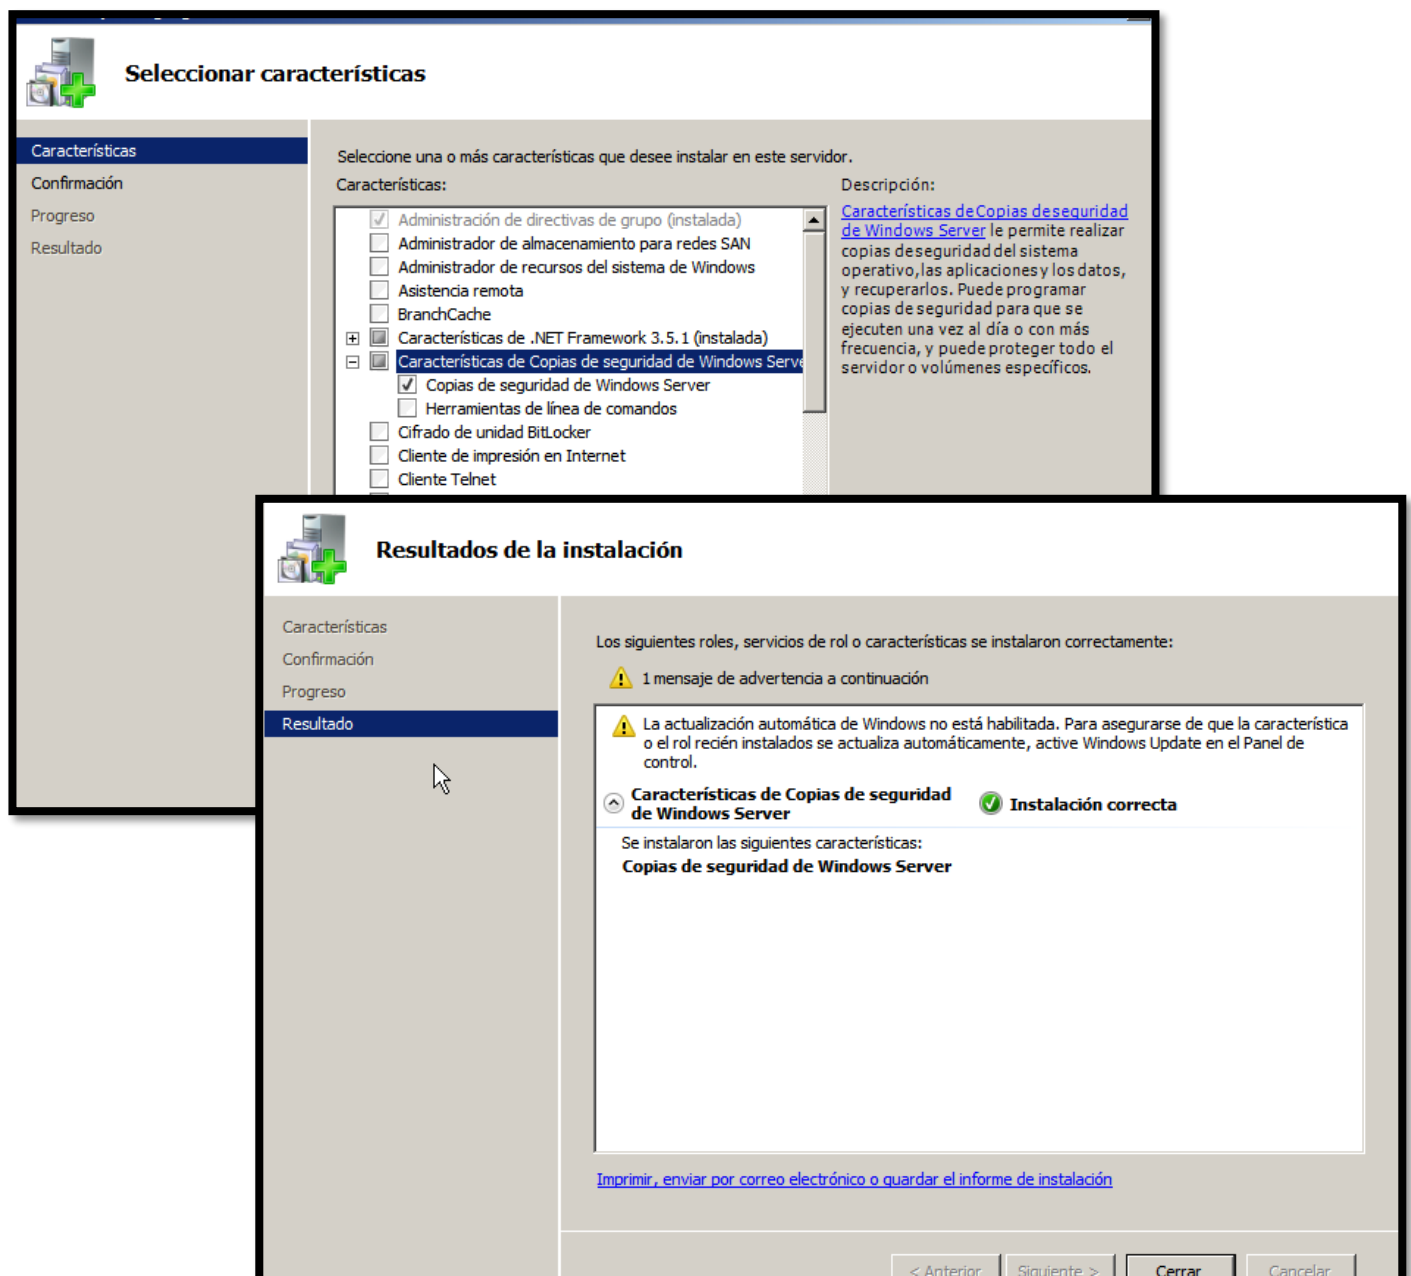 Seleccionar características
Características
Confirmación
Progreso
Resultado
Seleccione una o más características que desee instalar en este servidor.
Características:
Administración de directivas de grupo (instalada)
Administrador de almacenamiento para redes SAN
Administrador de recursos del sistema de Windows
Asistencia remota
BranchCache
Características de .NET Framework 3.5.1 (instalada)
Características de Copias de seguridad de Windows Serve
Copias de seguridad de Windows Server
Herramientas de línea de comandos
Cifrado de unidad BitLocker
Cliente de impresión en Internet
Cliente Telnet
Descripción:
Características de Copias de seguridad
de Windows Server le permite realizar
copias de seguridad del sistema
operativo, las aplicaciones y los datos,
y recuperarlos. Puede programar
copias de seguridad para que se
ejecuten una vez al día o con más
frecuencia, y puede proteger todo el
servidor o volúmenes específicos.
Resultados de la instalación
Características
Confirmación
Progreso
Resultado
Los siguientes roles, servicios de rol o características se instalaron correctamente:
1 mensaje de advertencia a continuación
La actualización automática de Windows no está habilitada. Para asegurarse de que la característica
o el rol recién instalados se actualiza automáticamente, active Windows Update en el Panel de
control.
Características de Copias de seguridad
de Windows Server
Instalación correcta
Se instalaron las siguientes características:
Copias de seguridad de Windows Server
Imprimir, enviar por correo electrónico o guardar el informe de instalación
< Anterior
Siguiente >
Cerrar
Cancelar